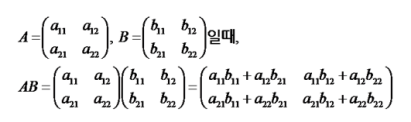 A = (a₁₁ a₁₂
a₂₁ a₂₂), B = (b₁₁ b₁₂
b₂₁ b₂₂) 일때,
AB = (a₁₁ a₁₂
a₂₁ a₂₂)(b₁₁ b₁₂
b₂₁ b₂₂) = (a₁₁b₁₁ + a₁₂b₂₁ a₁₁b₁₂ + a₁₂b₂₂
a₂₁b₁₁ + a₂₂b₂₁ a₂₁b₁₂ + a₂₂b₂₂)